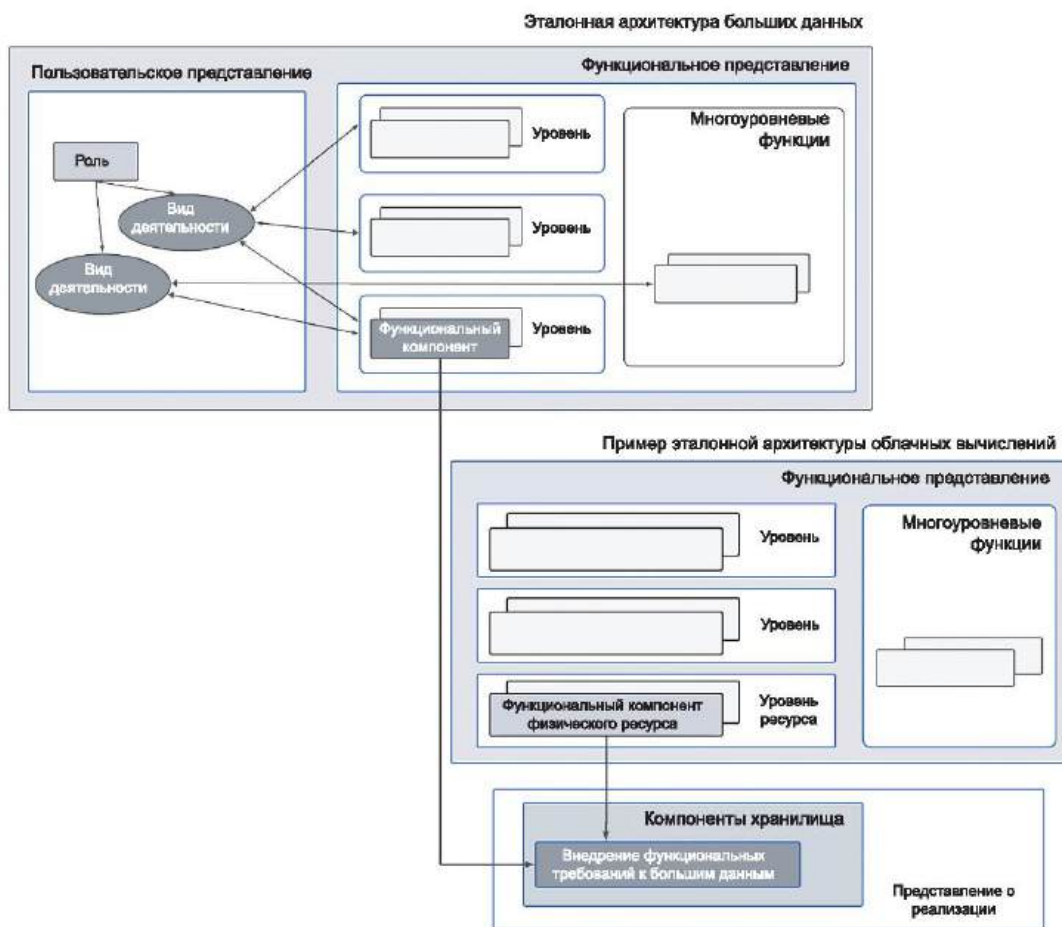 Эталонная архитектура больших данных
Пользовательское представление
Функциональное представление
Роль
Вид
деятельности
Вид
деятельности
Уровень
Уровень
Функциональный
компонент
Уровень
Многоуровневые
функции
Пример эталонной архитектуры облачных вычислений
Функциональное представление
Уровень
Уровень
Функциональный компонент
физического ресурса
Уровень
ресурса
Многоуровневые
функции
Компоненты хранилища
Внедрение функциональных
требований к большим данным
Представление о
реализации